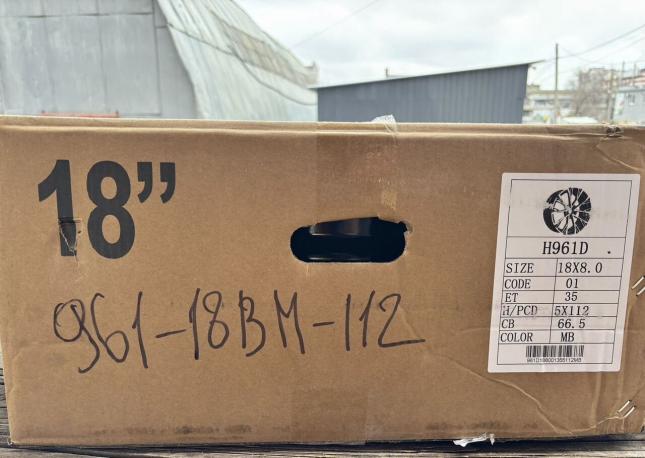 18”
961-18BM-112
H961D .
SIZE 18X8.0
CODE 01
ET 35
H/PCD 5X112
CB 66.5
COLOR MB